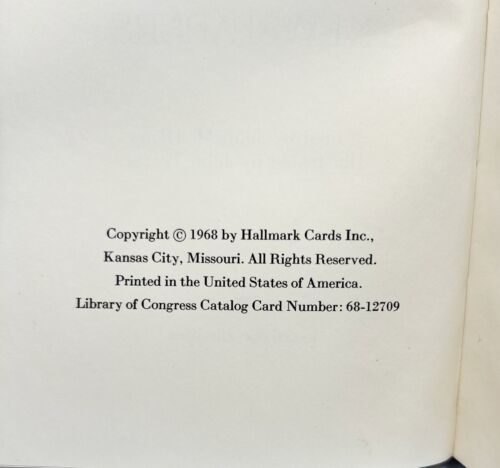 Copyright © 1968 by Hallmark Cards Inc.,
Kansas City, Missouri. All Rights Reserved.
Printed in the United States of America.
Library of Congress Catalog Card Number: 68-12709